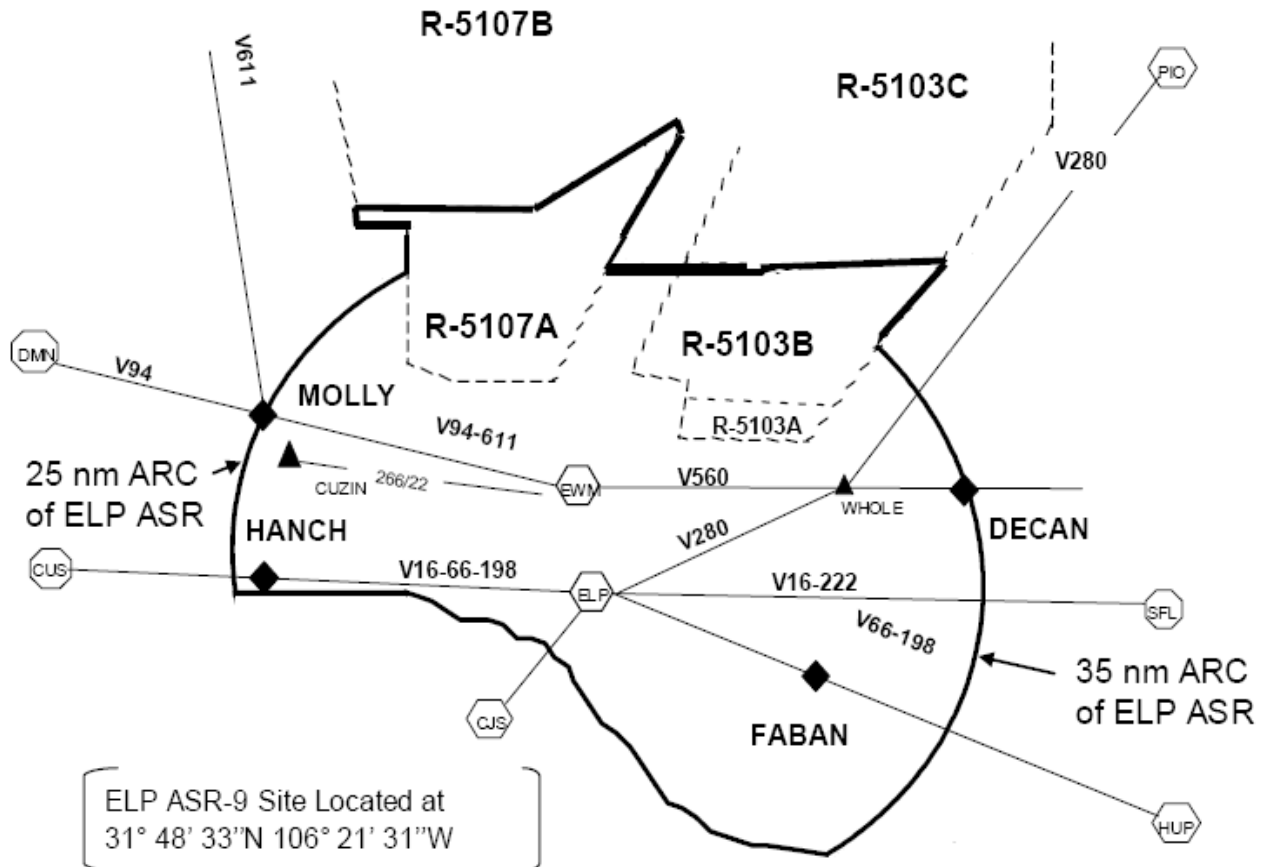 R-5107B
V611
R-5103C
PIO
V280
R-5107A
R-5103B
DMN
V94
MOLLY
V94-611
R-5103A
25 nm ARC
of ELP ASR
CUZIN
266/22
EWM
V560
WHOLE
DECAN
HANCH
V280
CUS
V16-66-198
ELP
V16-222
SFL
V66-198
35 nm ARC
of ELP ASR
CJS
FABAN
ELP ASR-9 Site Located at
31° 48’ 33”N 106° 21’ 31”W
HUP